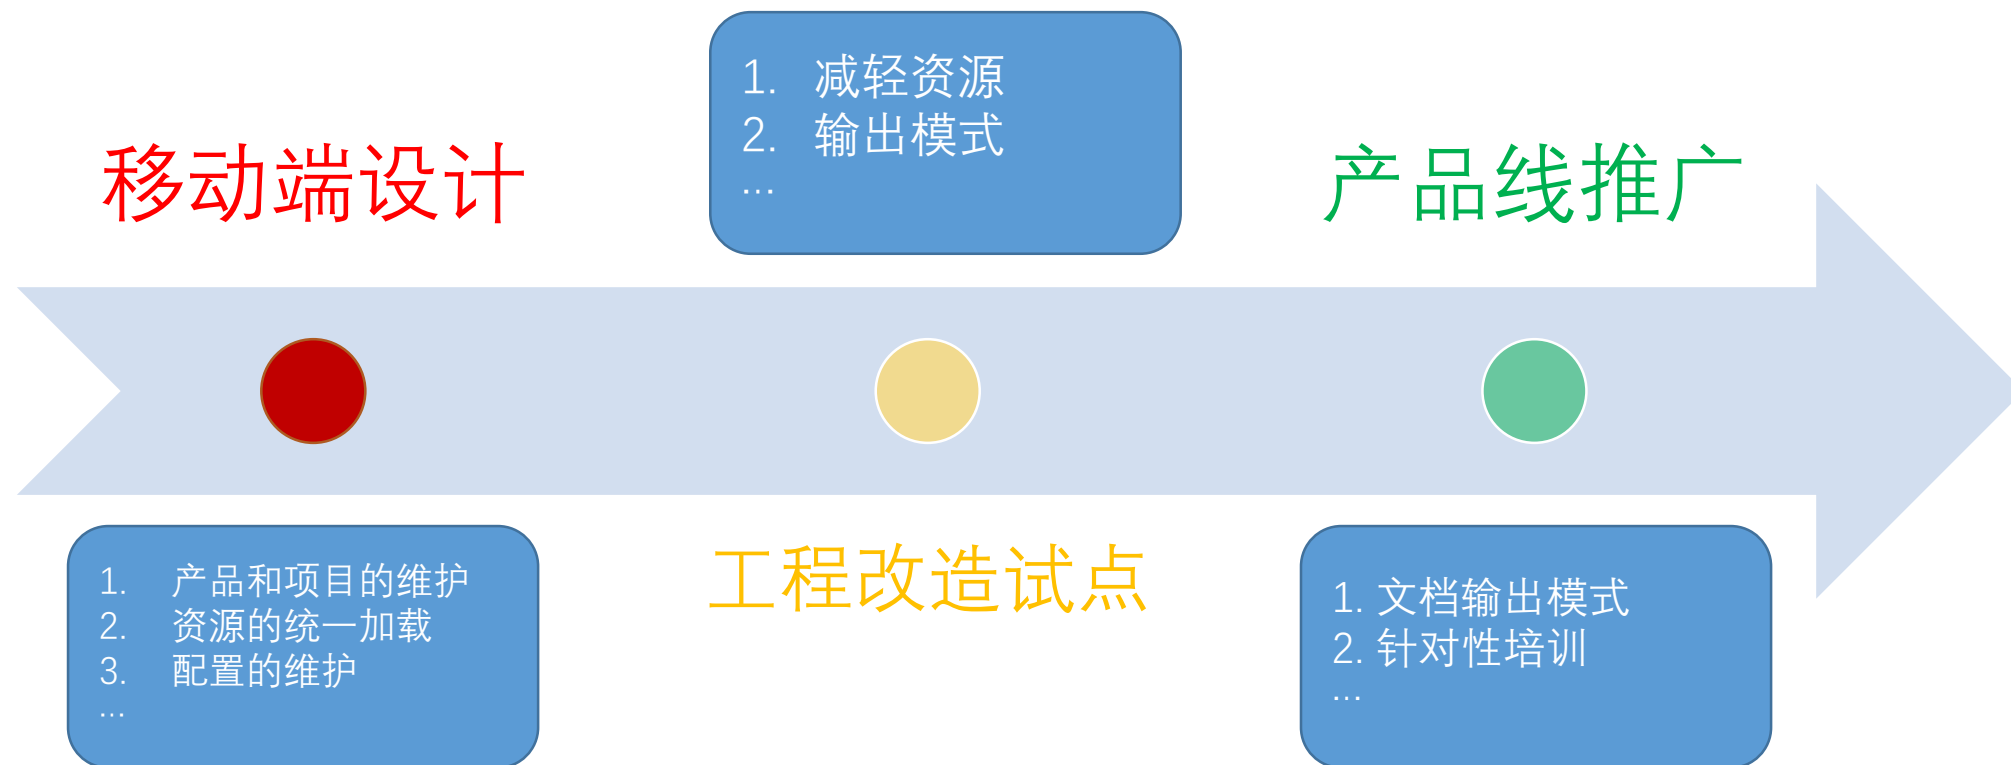 移动端设计
1. 产品和项目的维护
2. 资源的统一加载
3. 配置的维护
...
1. 减轻资源
2. 输出模式
...
工程改造试点
产品线推广
1. 文档输出模式
2. 针对性培训
...